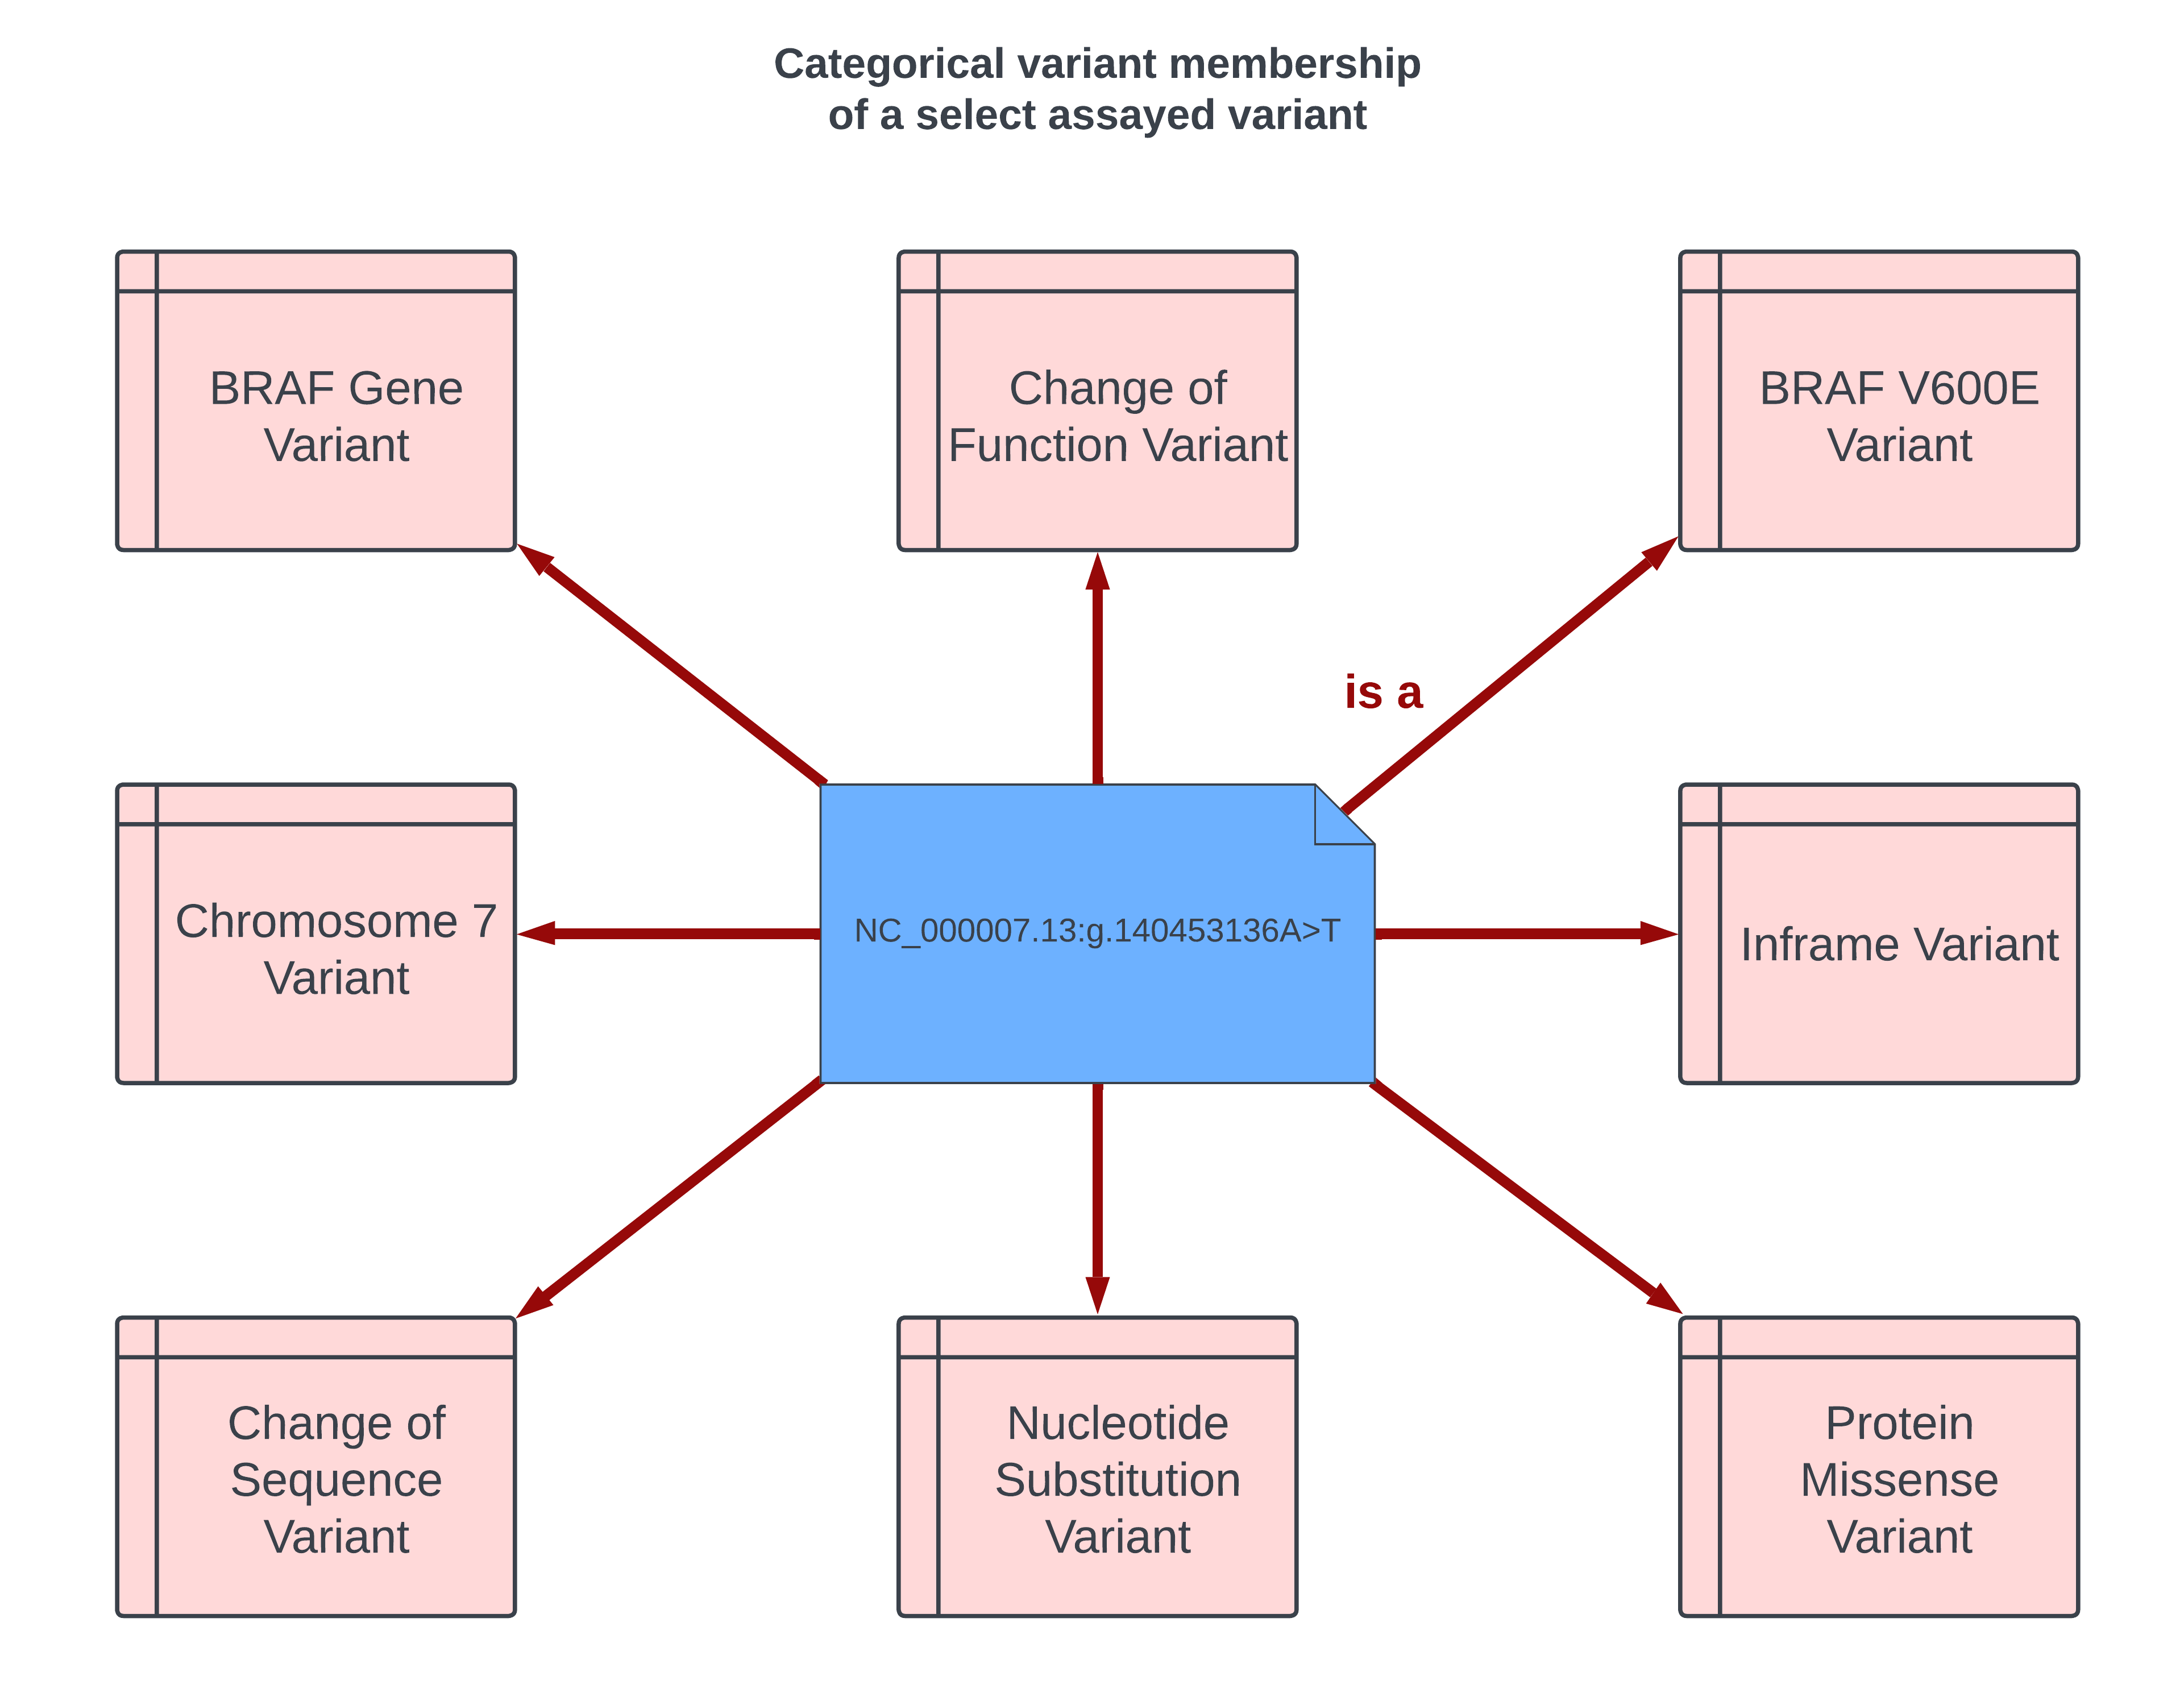 Categorical variant membership
of a select assayed variant
BRAF Gene
Variant
Change of
Function Variant
BRAF V600E
Variant
is a
Chromosome 7
Variant
NC_000007.13:g.140453136A>T
Inframe Variant
Change of
Sequence
Variant
Nucleotide
Substitution
Variant
Protein
Missense
Variant